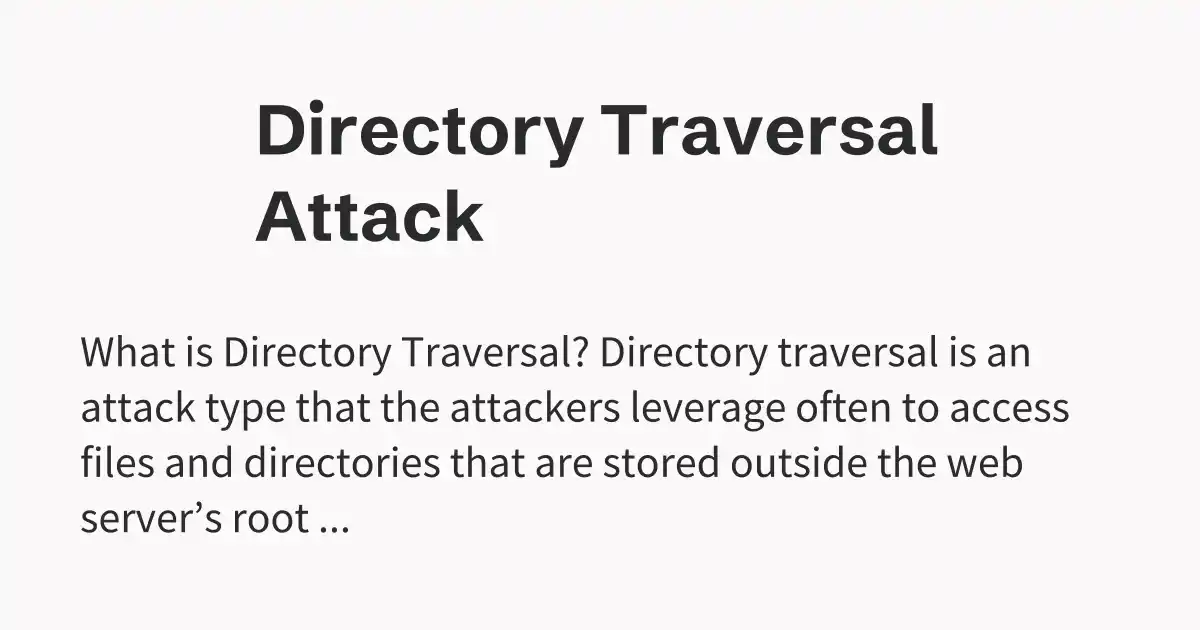 Directory Traversal
Attack
What is Directory Traversal? Directory traversal is an
attack type that the attackers leverage often to access
files and directories that are stored outside the web
server’s root ...